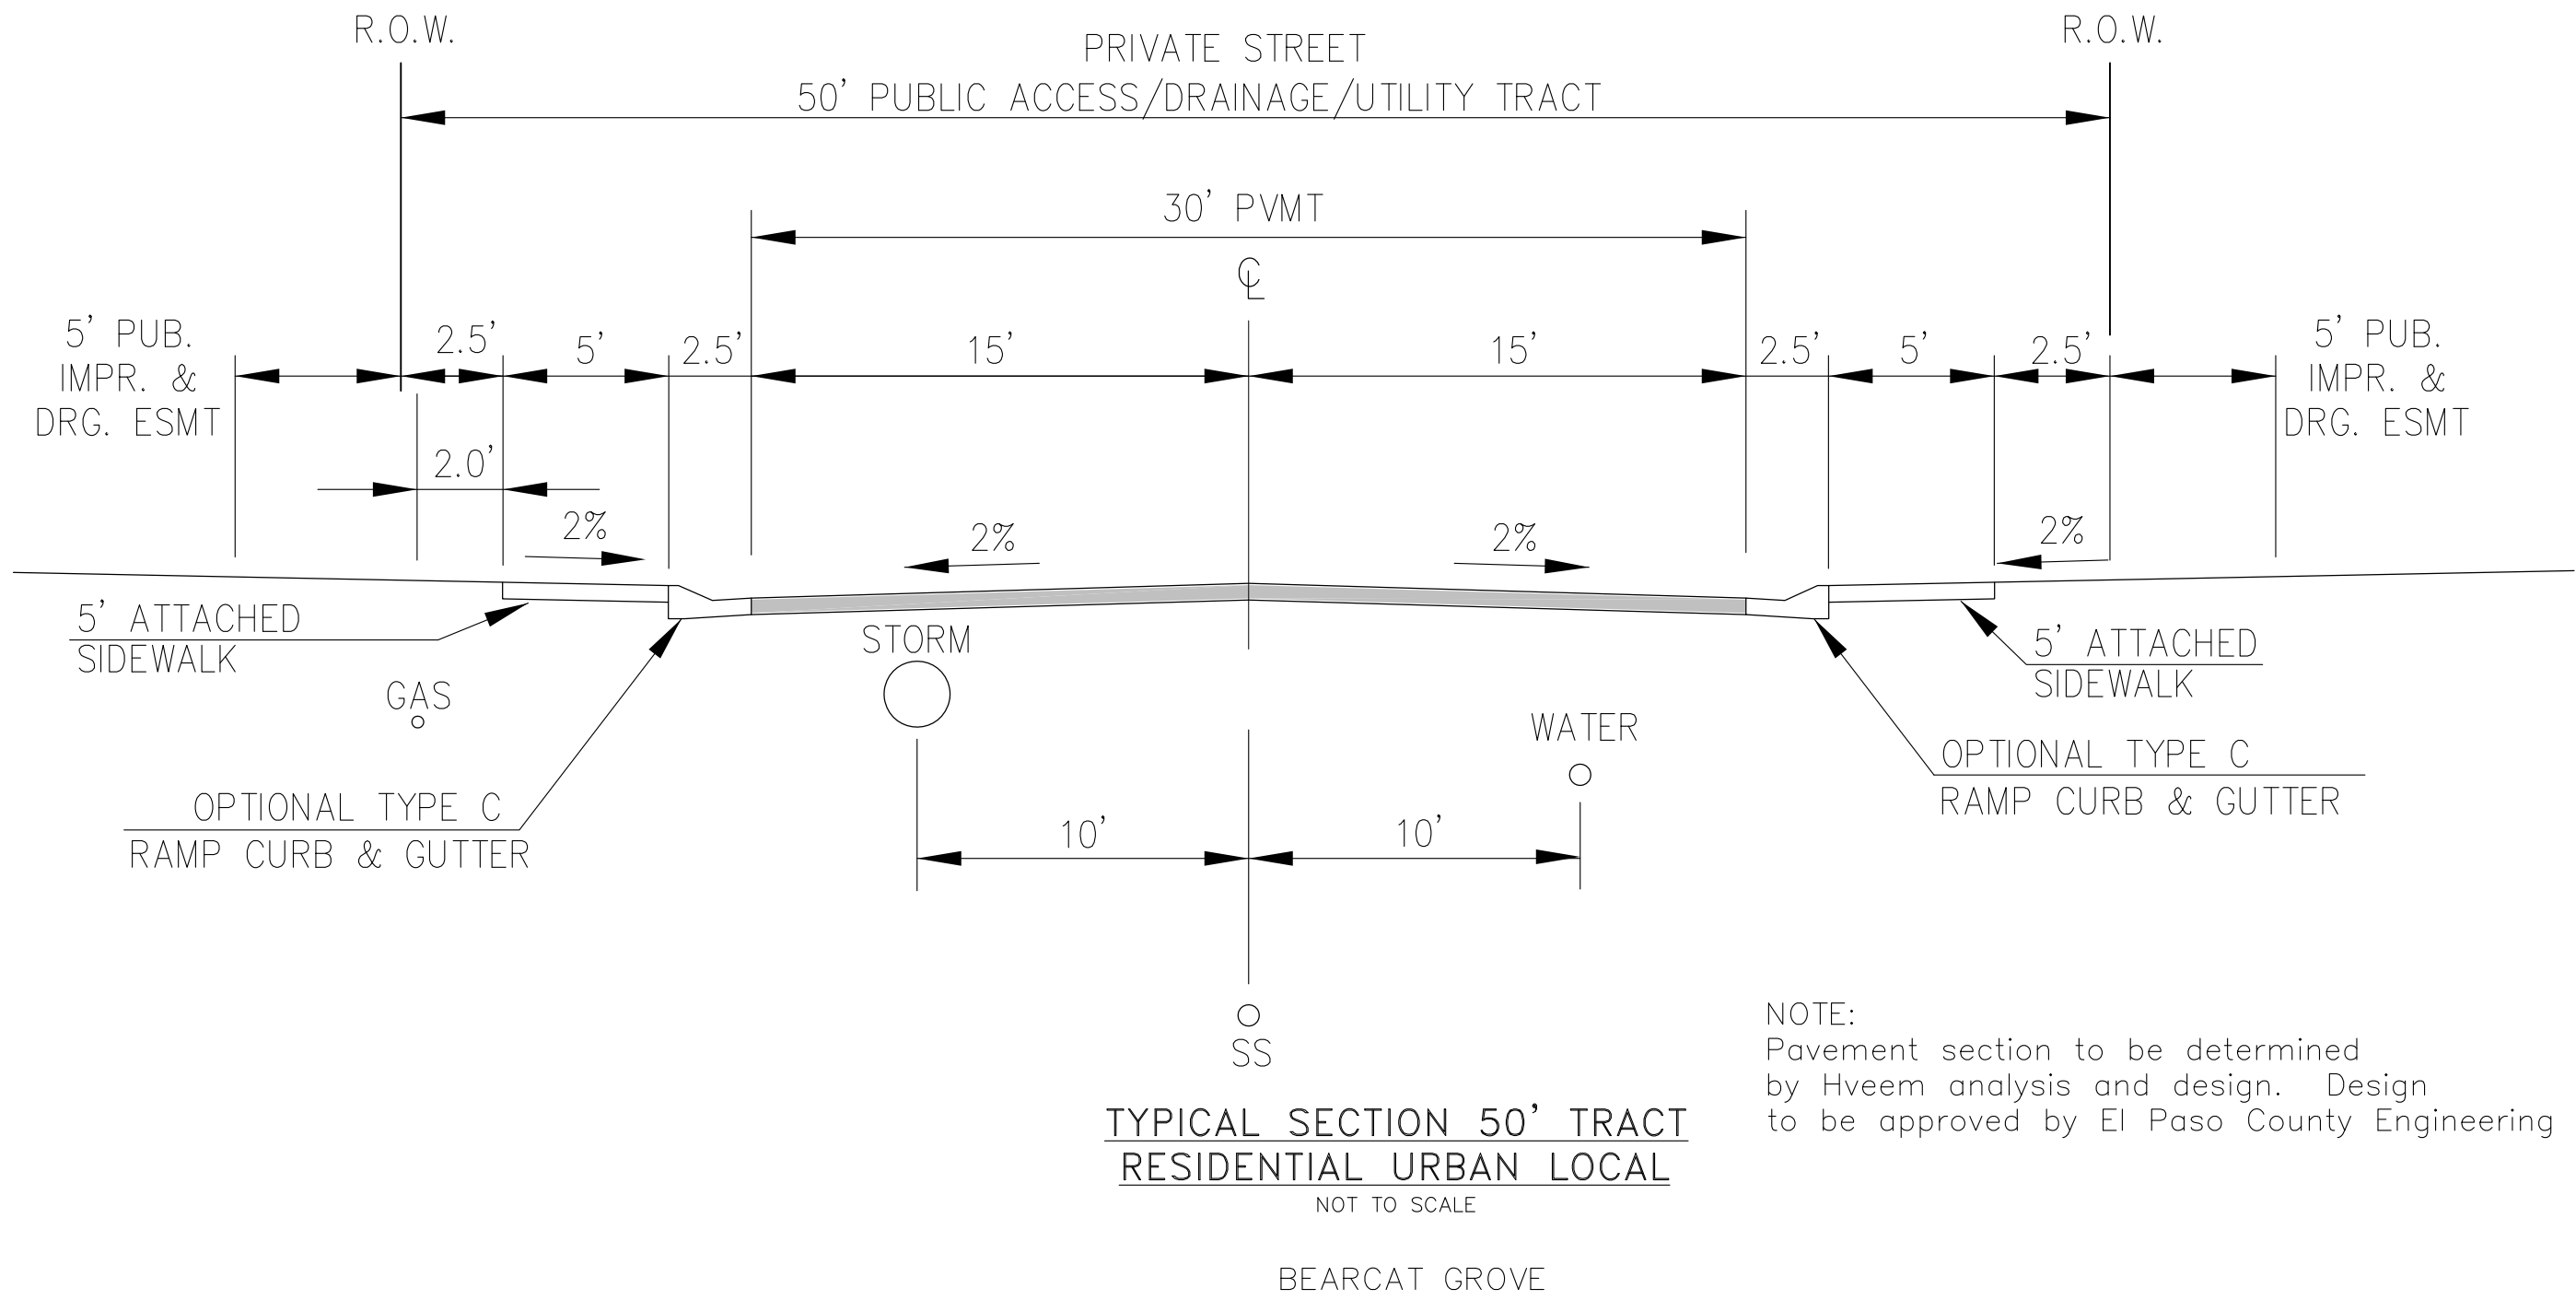 R.O.W.
R.O.W.
PRIVATE STREET
50' PUBLIC ACCESS/DRAINAGE/UTILITY TRACT
30' PVMT
℄
5' PUB.
IMPR. &
DRG. ESMT
2.5'
5'
2.5'
15'
15'
2.5'
5'
2.5'
5' PUB.
IMPR. &
DRG. ESMT
2.0'
2%
2%
2%
2%
5' ATTACHED
SIDEWALK
STORM
5' ATTACHED
SIDEWALK
GAS
WATER
OPTIONAL TYPE C
RAMP CURB & GUTTER
10'
10'
OPTIONAL TYPE C
RAMP CURB & GUTTER
SS
NOTE:
Pavement section to be determined
by Hveem analysis and design. Design
to be approved by El Paso County Engineering
TYPICAL SECTION 50' TRACT
RESIDENTIAL URBAN LOCAL
NOT TO SCALE
BEARCAT GROVE